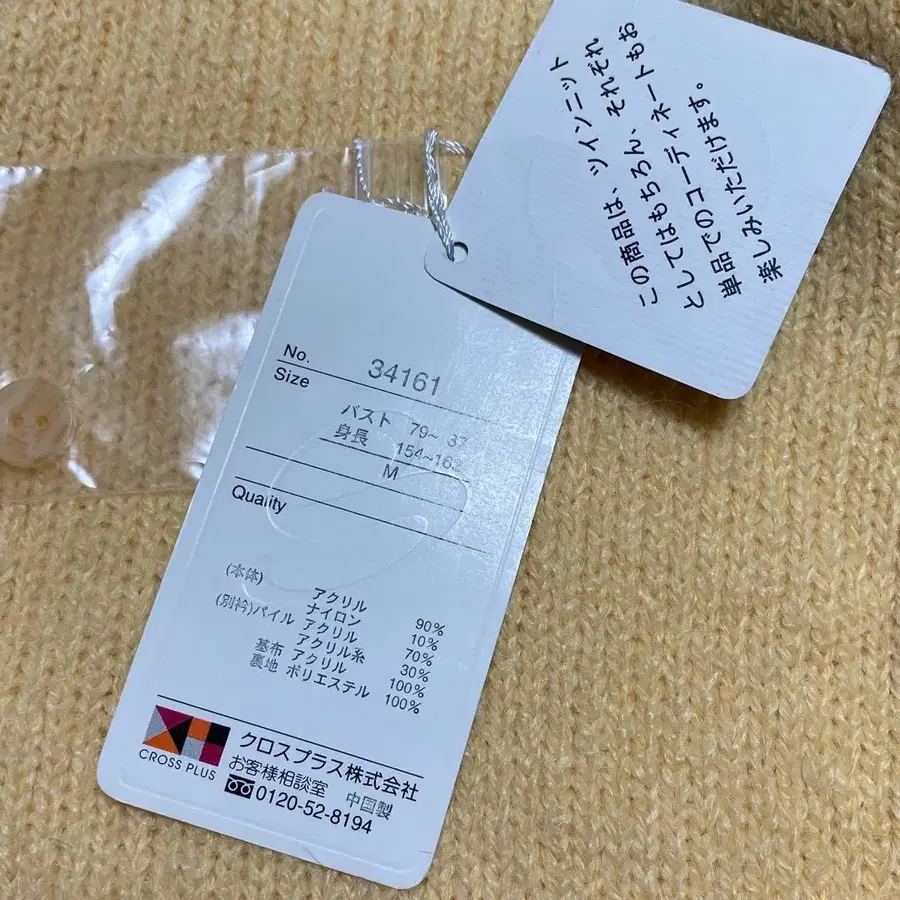 この商品は、ツインニット
としてはもちろん、それぞれ
単品でのコーディネートもお
楽しみいただけます。
No. 34161
Size
バスト 79~ 87
身長 154~162
M
Quality
(本体) アクリル 90%
ナイロン 10%
(別衿)パイル アクリル 70%
アクリル系 30%
基布 アクリル 100%
裏地 ポリエステル 100%
CROSS PLUS
クロスプラス株式会社
お客様相談室 中国製
0120-52-8194